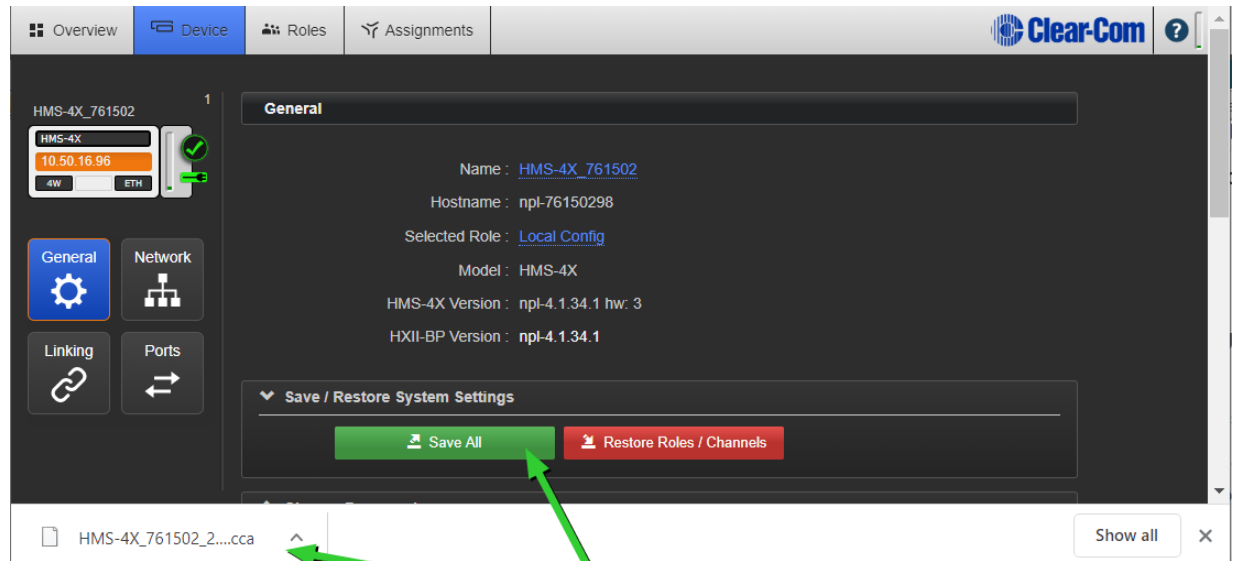 Overview Device Roles Assignments Clear-Com ?
HMS-4X_761502 1
HMS-4X
10.50.16.96
4W ETH
General Network
Linking Ports
General
Name : HMS-4X_761502
Hostname : npl-76150298
Selected Role : Local Config
Model : HMS-4X
HMS-4X Version : npl-4.1.34.1 hw: 3
HXII-BP Version : npl-4.1.34.1
Save / Restore System Settings
Save All Restore Roles / Channels
HMS-4X_761502_2....cca Show all